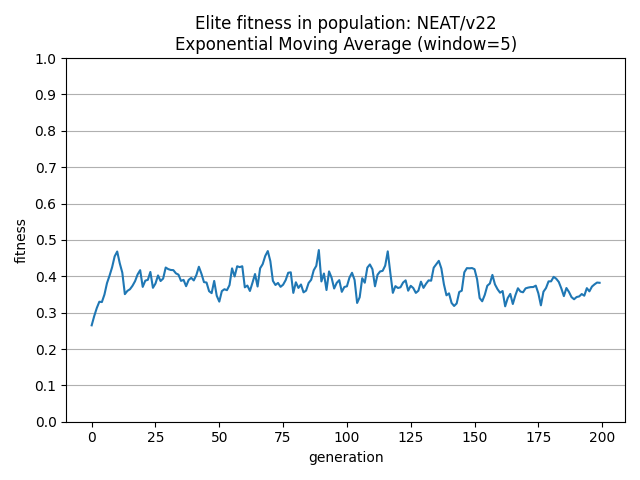 Elite fitness in population: NEAT/v22
Exponential Moving Average (window=5)
1.0
0.9
0.8
0.7
0.6
0.5
0.4
0.3
0.2
0.1
0.0
fitness
0 25 50 75 100 125 150 175 200
generation